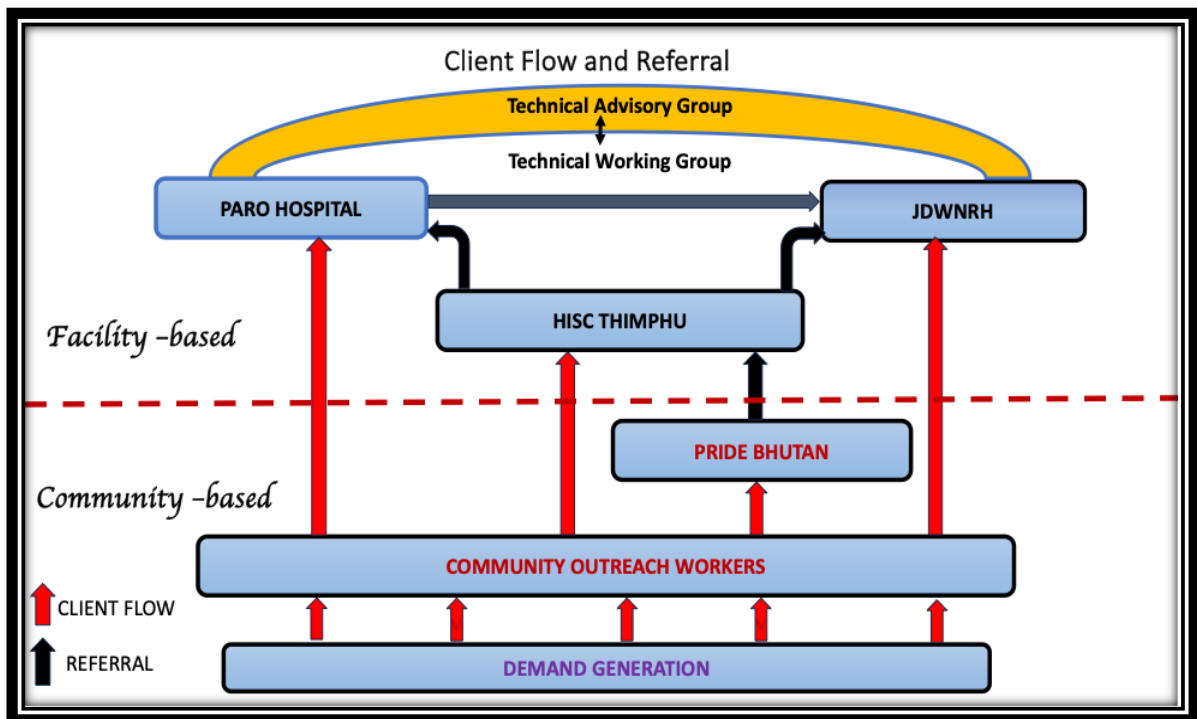 Client Flow and Referral
Technical Advisory Group
Technical Working Group
PARO HOSPITAL
JDWNRH
HISC THIMPHU
Facility -based
PRIDE BHUTAN
Community -based
COMMUNITY OUTREACH WORKERS
CLIENT FLOW
REFERRAL
DEMAND GENERATION